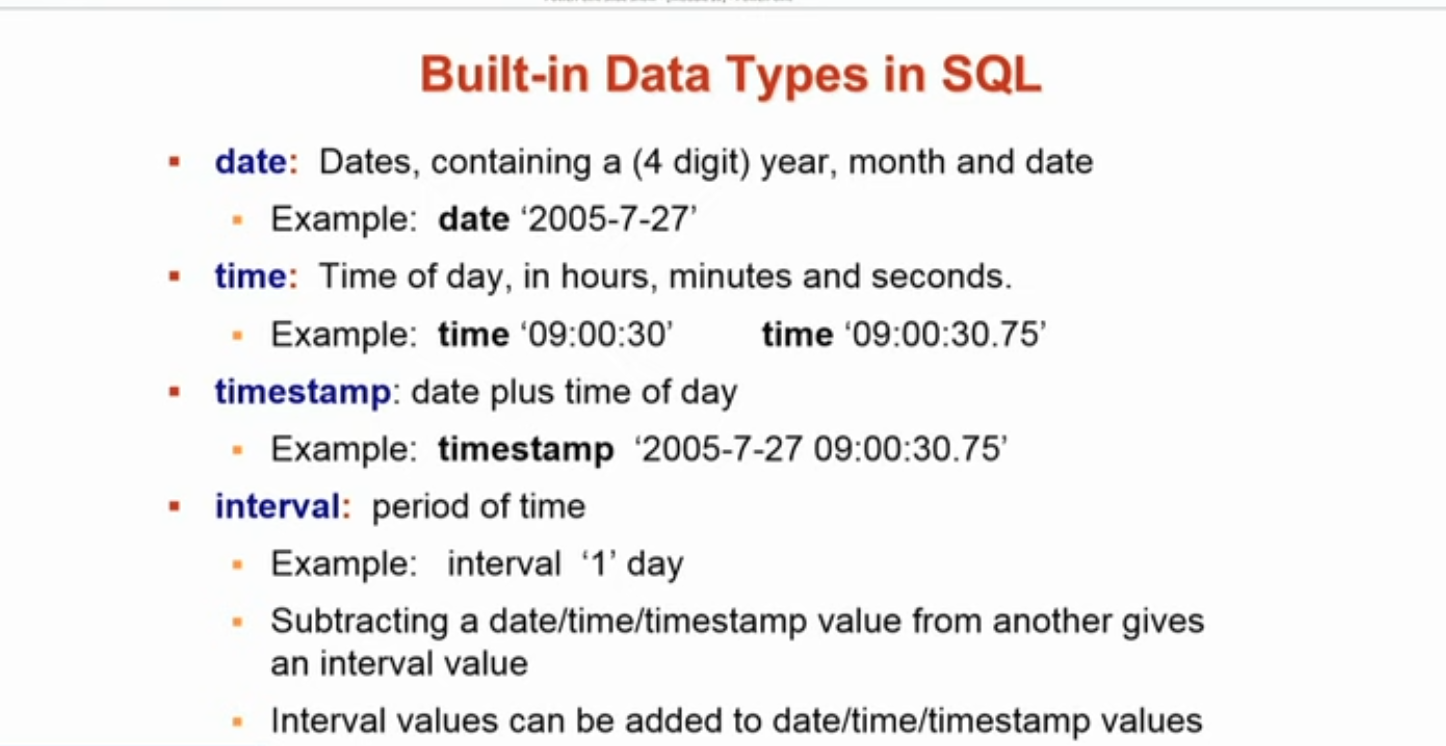 Built-in Data Types in SQL
▪ date: Dates, containing a (4 digit) year, month and date
▪ Example: date ‘2005-7-27’
▪ time: Time of day, in hours, minutes and seconds.
▪ Example: time ‘09:00:30’ time ‘09:00:30.75’
▪ timestamp: date plus time of day
▪ Example: timestamp ‘2005-7-27 09:00:30.75’
▪ interval: period of time
▪ Example: interval ‘1’ day
▪ Subtracting a date/time/timestamp value from another gives
an interval value
▪ Interval values can be added to date/time/timestamp values